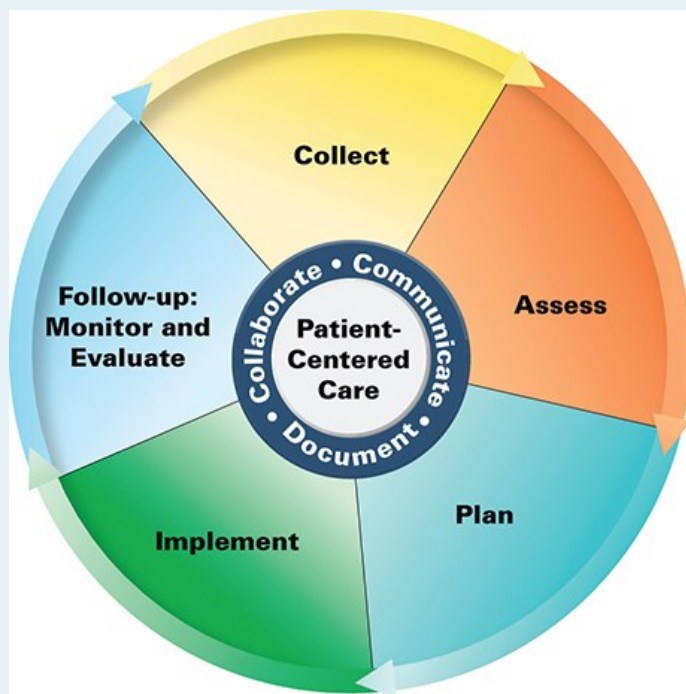 Collect
Assess
Plan
Implement
Follow-up:
Monitor and
Evaluate
Collaborate • Communicate • Document •
Patient-
Centered
Care